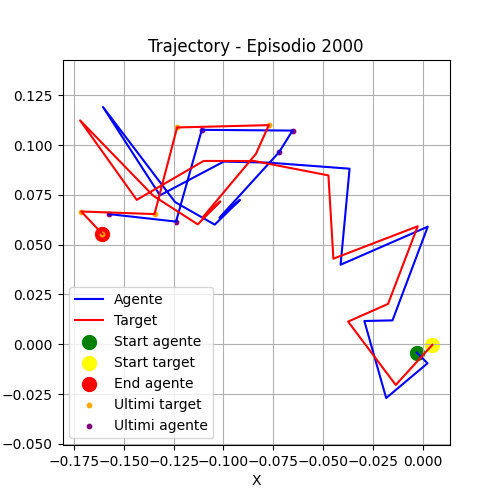 Trajectory - Episodio 2000
0.125
0.100
0.075
0.050
0.025
0.000
−0.025
−0.050
Agente
Target
Start agente
Start target
End agente
Ultimi target
Ultimi agente
−0.175−0.150−0.125−0.100−0.075−0.050−0.025 0.000
X